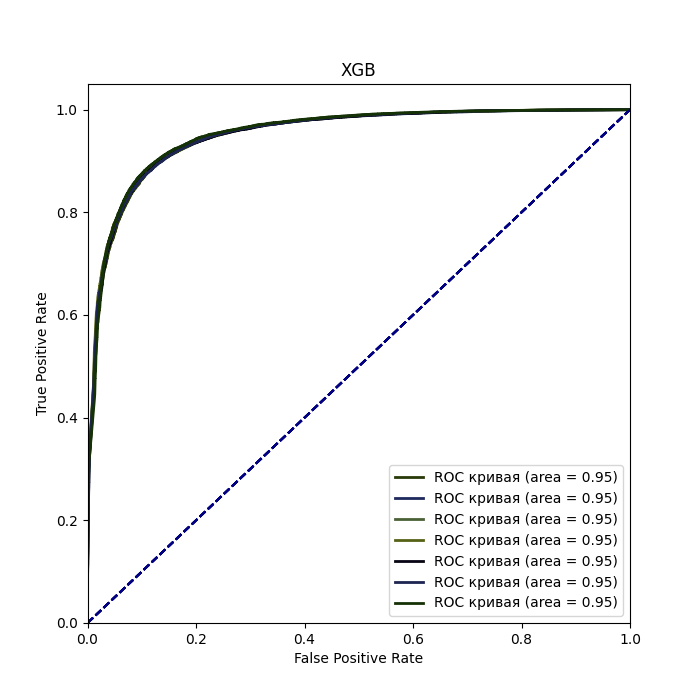 XGB
1.0
0.8
0.6
0.4
0.2
0.0
True Positive Rate
ROC кривая (area = 0.95)
ROC кривая (area = 0.95)
ROC кривая (area = 0.95)
ROC кривая (area = 0.95)
ROC кривая (area = 0.95)
ROC кривая (area = 0.95)
ROC кривая (area = 0.95)
0.0 0.2 0.4 0.6 0.8 1.0
False Positive Rate